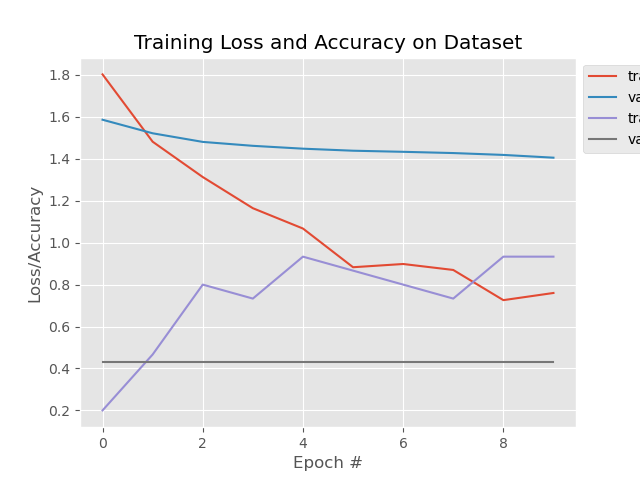 Training Loss and Accuracy on Dataset
1.8
1.6
1.4
1.2
1.0
0.8
0.6
0.4
0.2
Loss/Accuracy
0 2 4 6 8
Epoch #
tra
va
tra
va